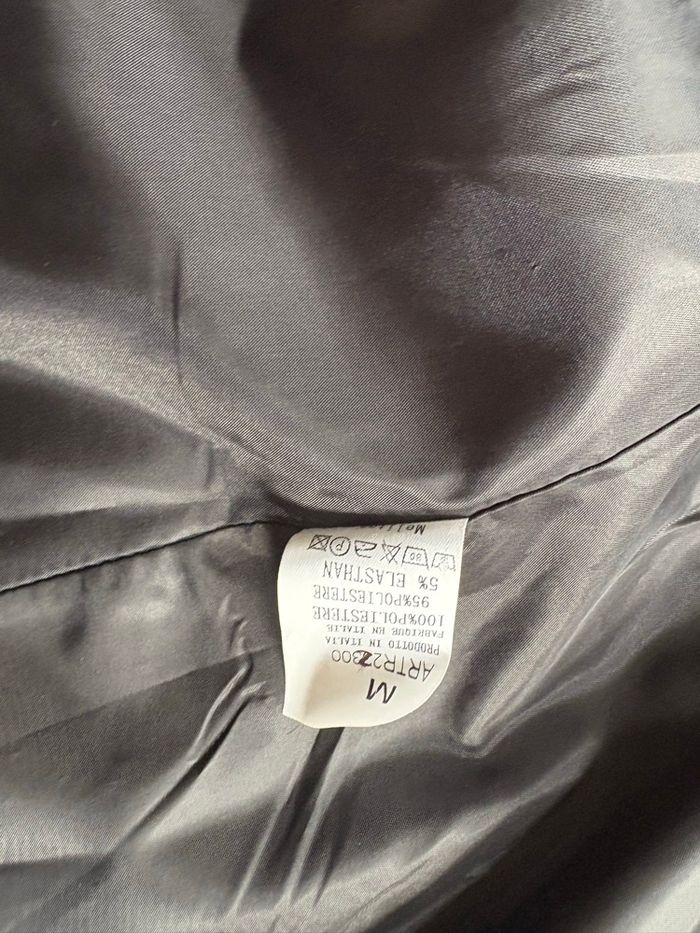 M
PRODOTTO IN ITALIA
FABRIQUE EN ITALIE
100%POLIESTERE
95%POLIESTERE
5% ELASTHAN